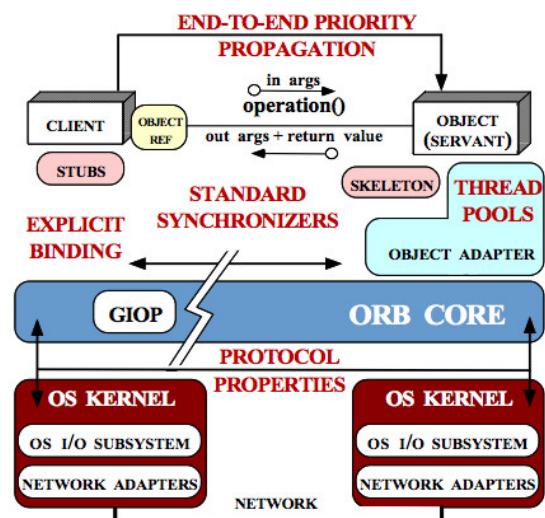 END-TO-END PRIORITY
PROPAGATION
in args
operation()
out args + return value
CLIENT
OBJECT
REF
OBJECT
(SERVANT)
STUBS
SKELETON
THREAD
POOLS
STANDARD
SYNCHRONIZERS
EXPLICIT
BINDING
OBJECT ADAPTER
GIOP
ORB CORE
PROTOCOL
PROPERTIES
OS KERNEL
OS I/O SUBSYSTEM
NETWORK ADAPTERS
OS KERNEL
OS I/O SUBSYSTEM
NETWORK ADAPTERS
NETWORK